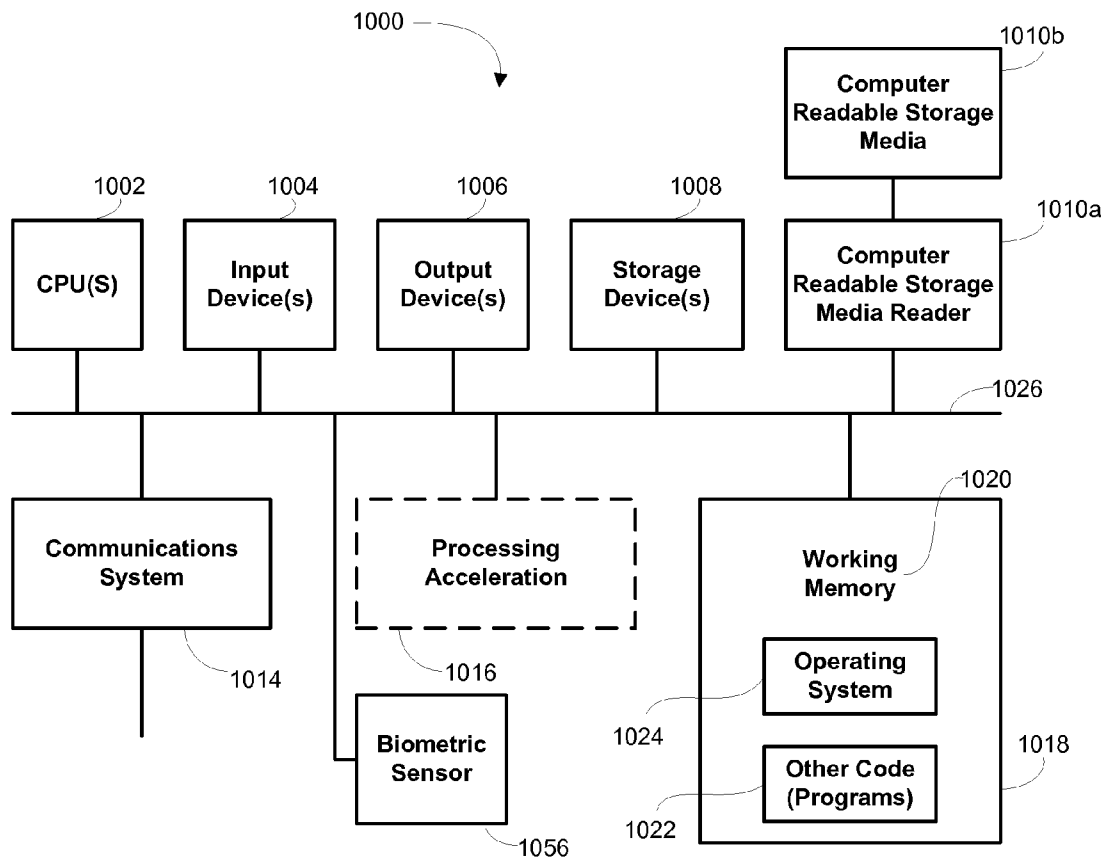 1000
1010b
Computer
Readable Storage
Media
1002
1004
1006
1008
1010a
CPU(S)
Input
Device(s)
Output
Device(s)
Storage
Device(s)
Computer
Readable Storage
Media Reader
1026
1020
Communications
System
Processing
Acceleration
Working
Memory
1014
1016
Operating
System
1024
Biometric
Sensor
1018
Other Code
(Programs)
1022
1056